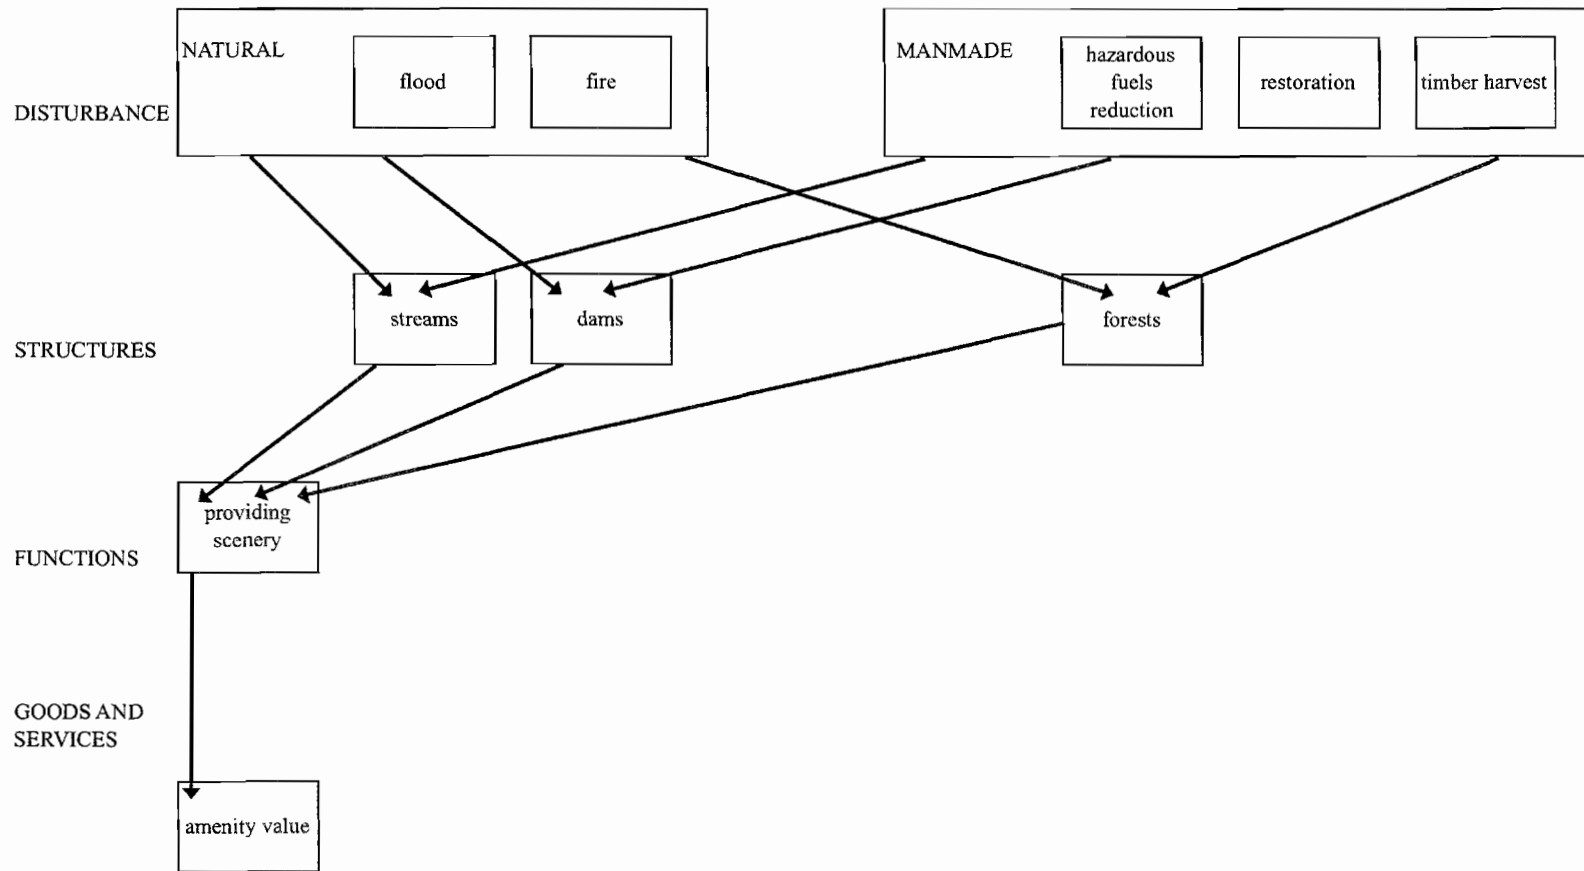 NATURAL
flood
fire
MANMADE
hazardous
fuels
reduction
restoration
timber harvest
DISTURBANCE
streams
dams
forests
STRUCTURES
providing
scenery
FUNCTIONS
GOODS AND
SERVICES
amenity value